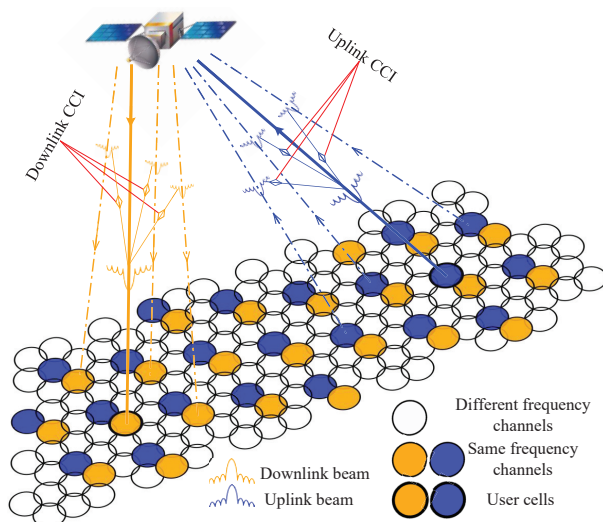 Uplink CCI
Downlink CCI
Different frequency
channels
Same frequency
channels
Downlink beam
Uplink beam
User cells